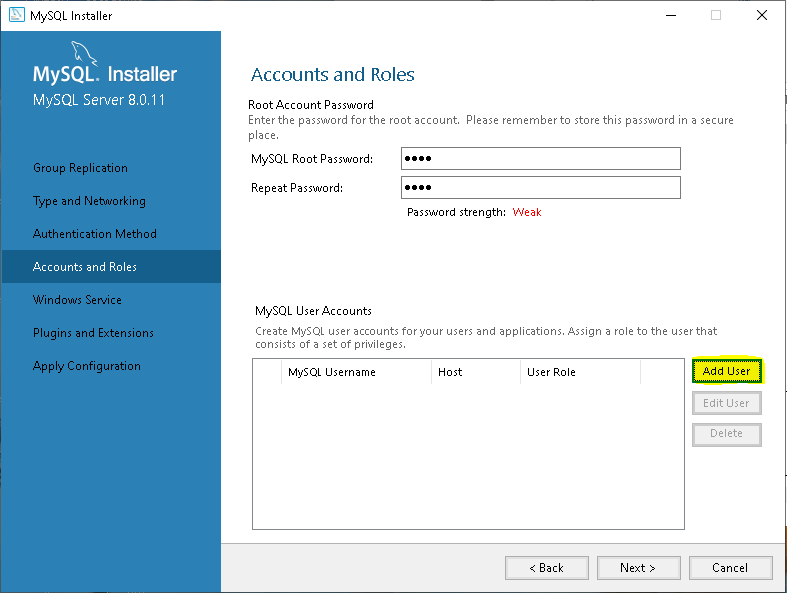 MySQL Installer
MySQL. Installer
MySQL Server 8.0.11
Group Replication
Type and Networking
Authentication Method
Accounts and Roles
Windows Service
Plugins and Extensions
Apply Configuration
Accounts and Roles
Root Account Password
Enter the password for the root account. Please remember to store this password in a secure
place.
MySQL Root Password: ●●●●
Repeat Password: ●●●●
Password strength: Weak
MySQL User Accounts
Create MySQL user accounts for your users and applications. Assign a role to the user that
consists of a set of privileges.
MySQL Username Host User Role
Add User
Edit User
Delete
< Back Next > Cancel